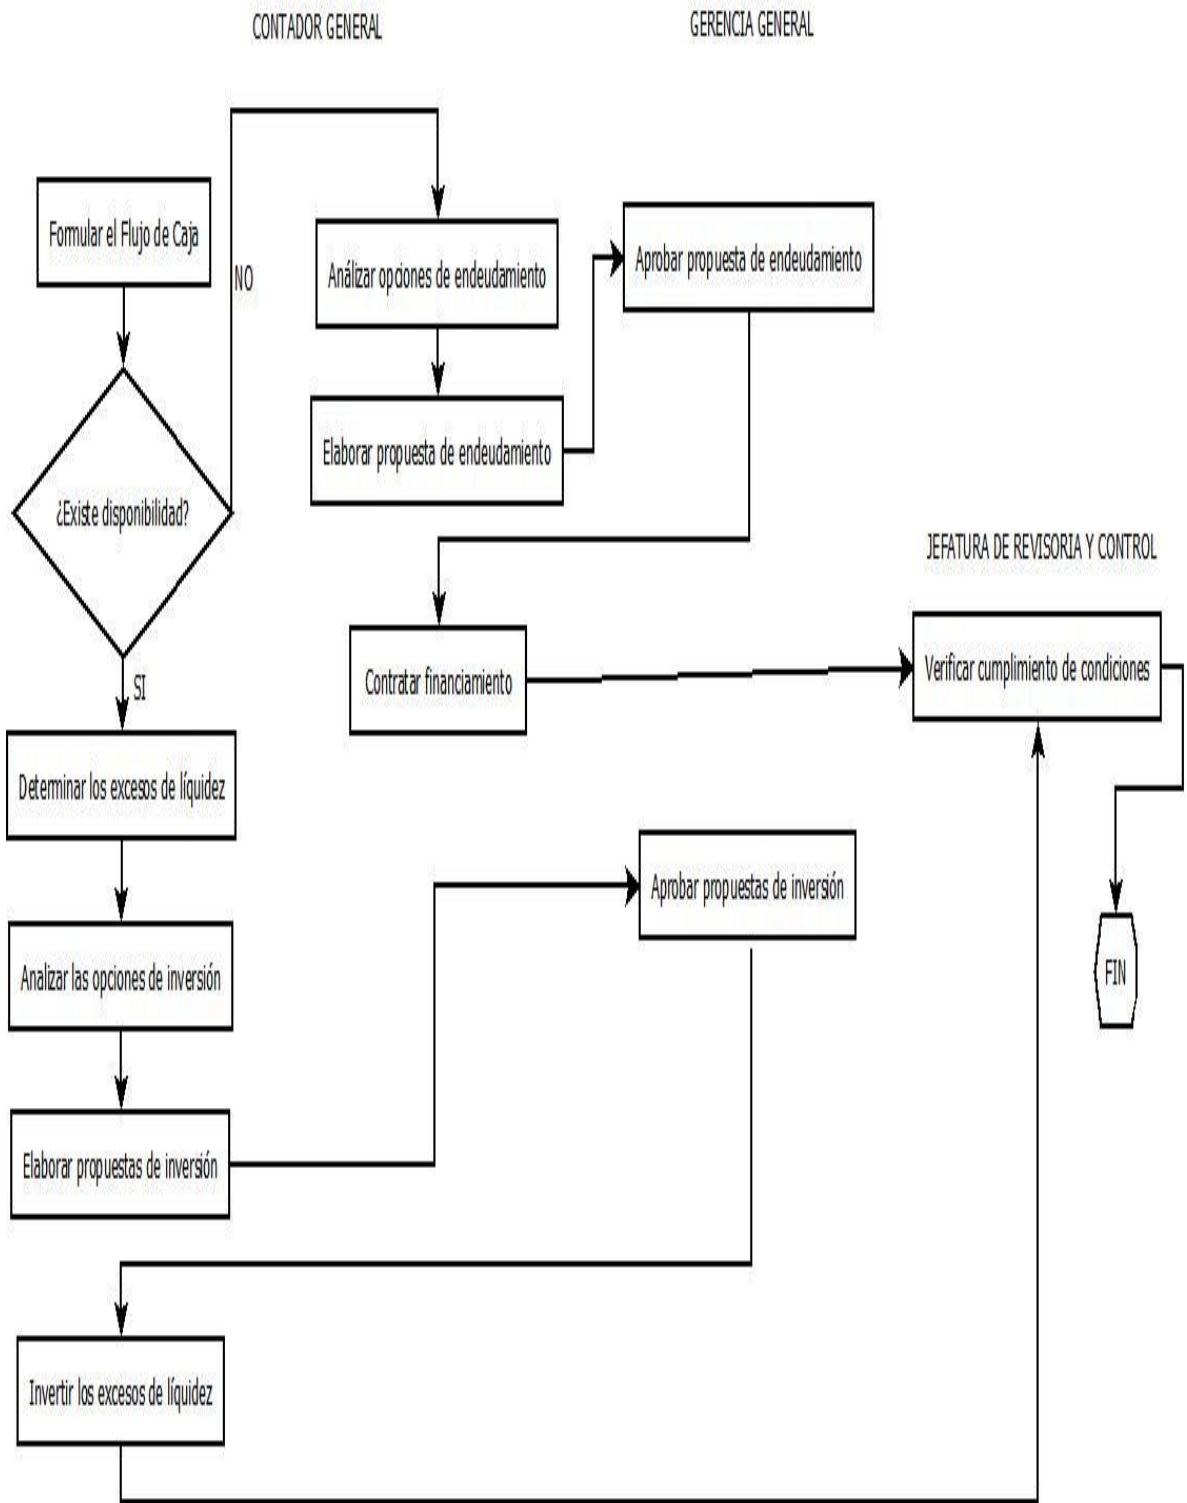 CONTADOR GENERAL
GERENCIA GENERAL
Formular el Flujo de Caja
NO
Análizar opciones de endeudamiento
Aprobar propuesta de endeudamiento
Elaborar propuesta de endeudamiento
¿Existe disponibilidad?
JEFATURA DE REVISORIA Y CONTROL
Contratar financiamiento
Verificar cumplimiento de condiciones
SI
Determinar los excesos de líquidez
Aprobar propuestas de inversión
Analizar las opciones de inversión
FIN
Elaborar propuestas de inversión
Invertir los excesos de líquidez